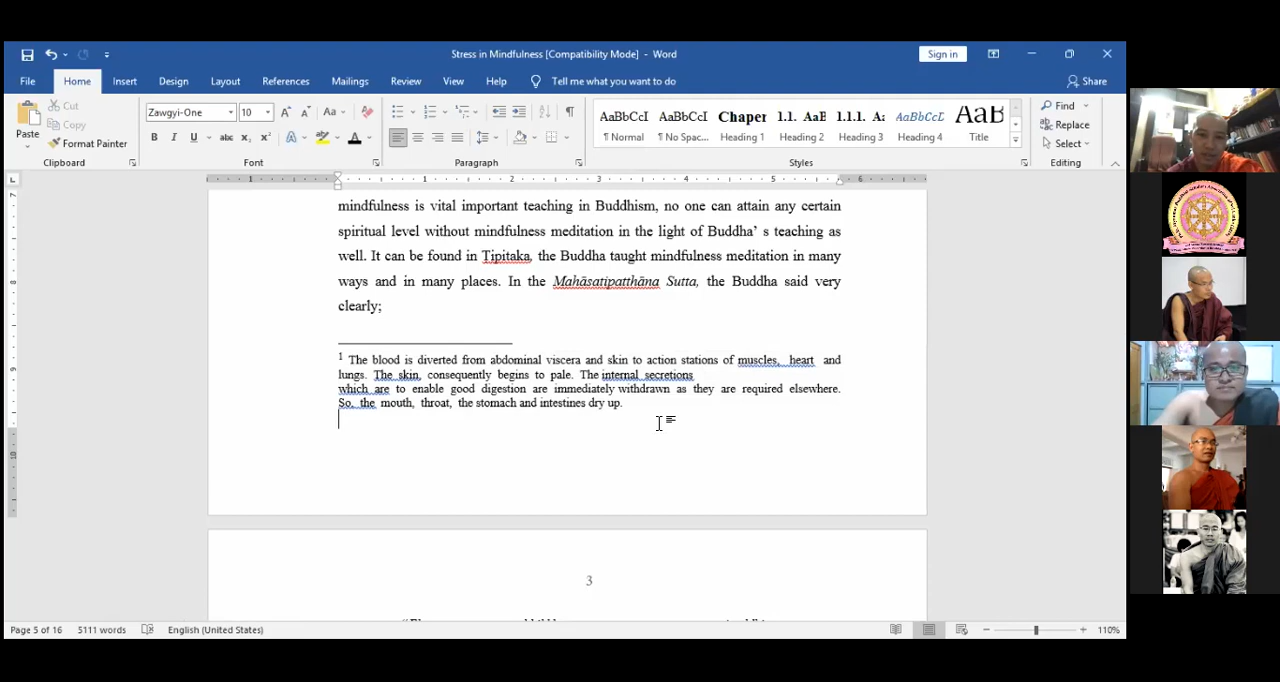 Stress in Mindfulness [Compatibility Mode] - Word
Sign in
File Home Insert Design Layout References Mailings Review View Help Tell me what you want to do Share
Paste
Cut
Copy
Format Painter
Clipboard
Zawgyi-One 10
Font
Paragraph
AaBbCcI AaBbCcI Chaper 1.1. AaB 1.1.1. A: AaBbCcD AaB
¶ Normal ¶ No Spac... Heading 1 Heading 2 Heading 3 Heading 4 Title
Styles
Find
Replace
Select
Editing
mindfulness is vital important teaching in Buddhism, no one can attain any certain
spiritual level without mindfulness meditation in the light of Buddha’ s teaching as
well. It can be found in Tipitaka, the Buddha taught mindfulness meditation in many
ways and in many places. In the Mahāsatipatthāna Sutta, the Buddha said very
clearly;
1 The blood is diverted from abdominal viscera and skin to action stations of muscles, heart and
lungs. The skin, consequently begins to pale. The internal secretions
which are to enable good digestion are immediately withdrawn as they are required elsewhere.
So, the mouth, throat, the stomach and intestines dry up.
3
Page 5 of 16 5111 words English (United States) 110%